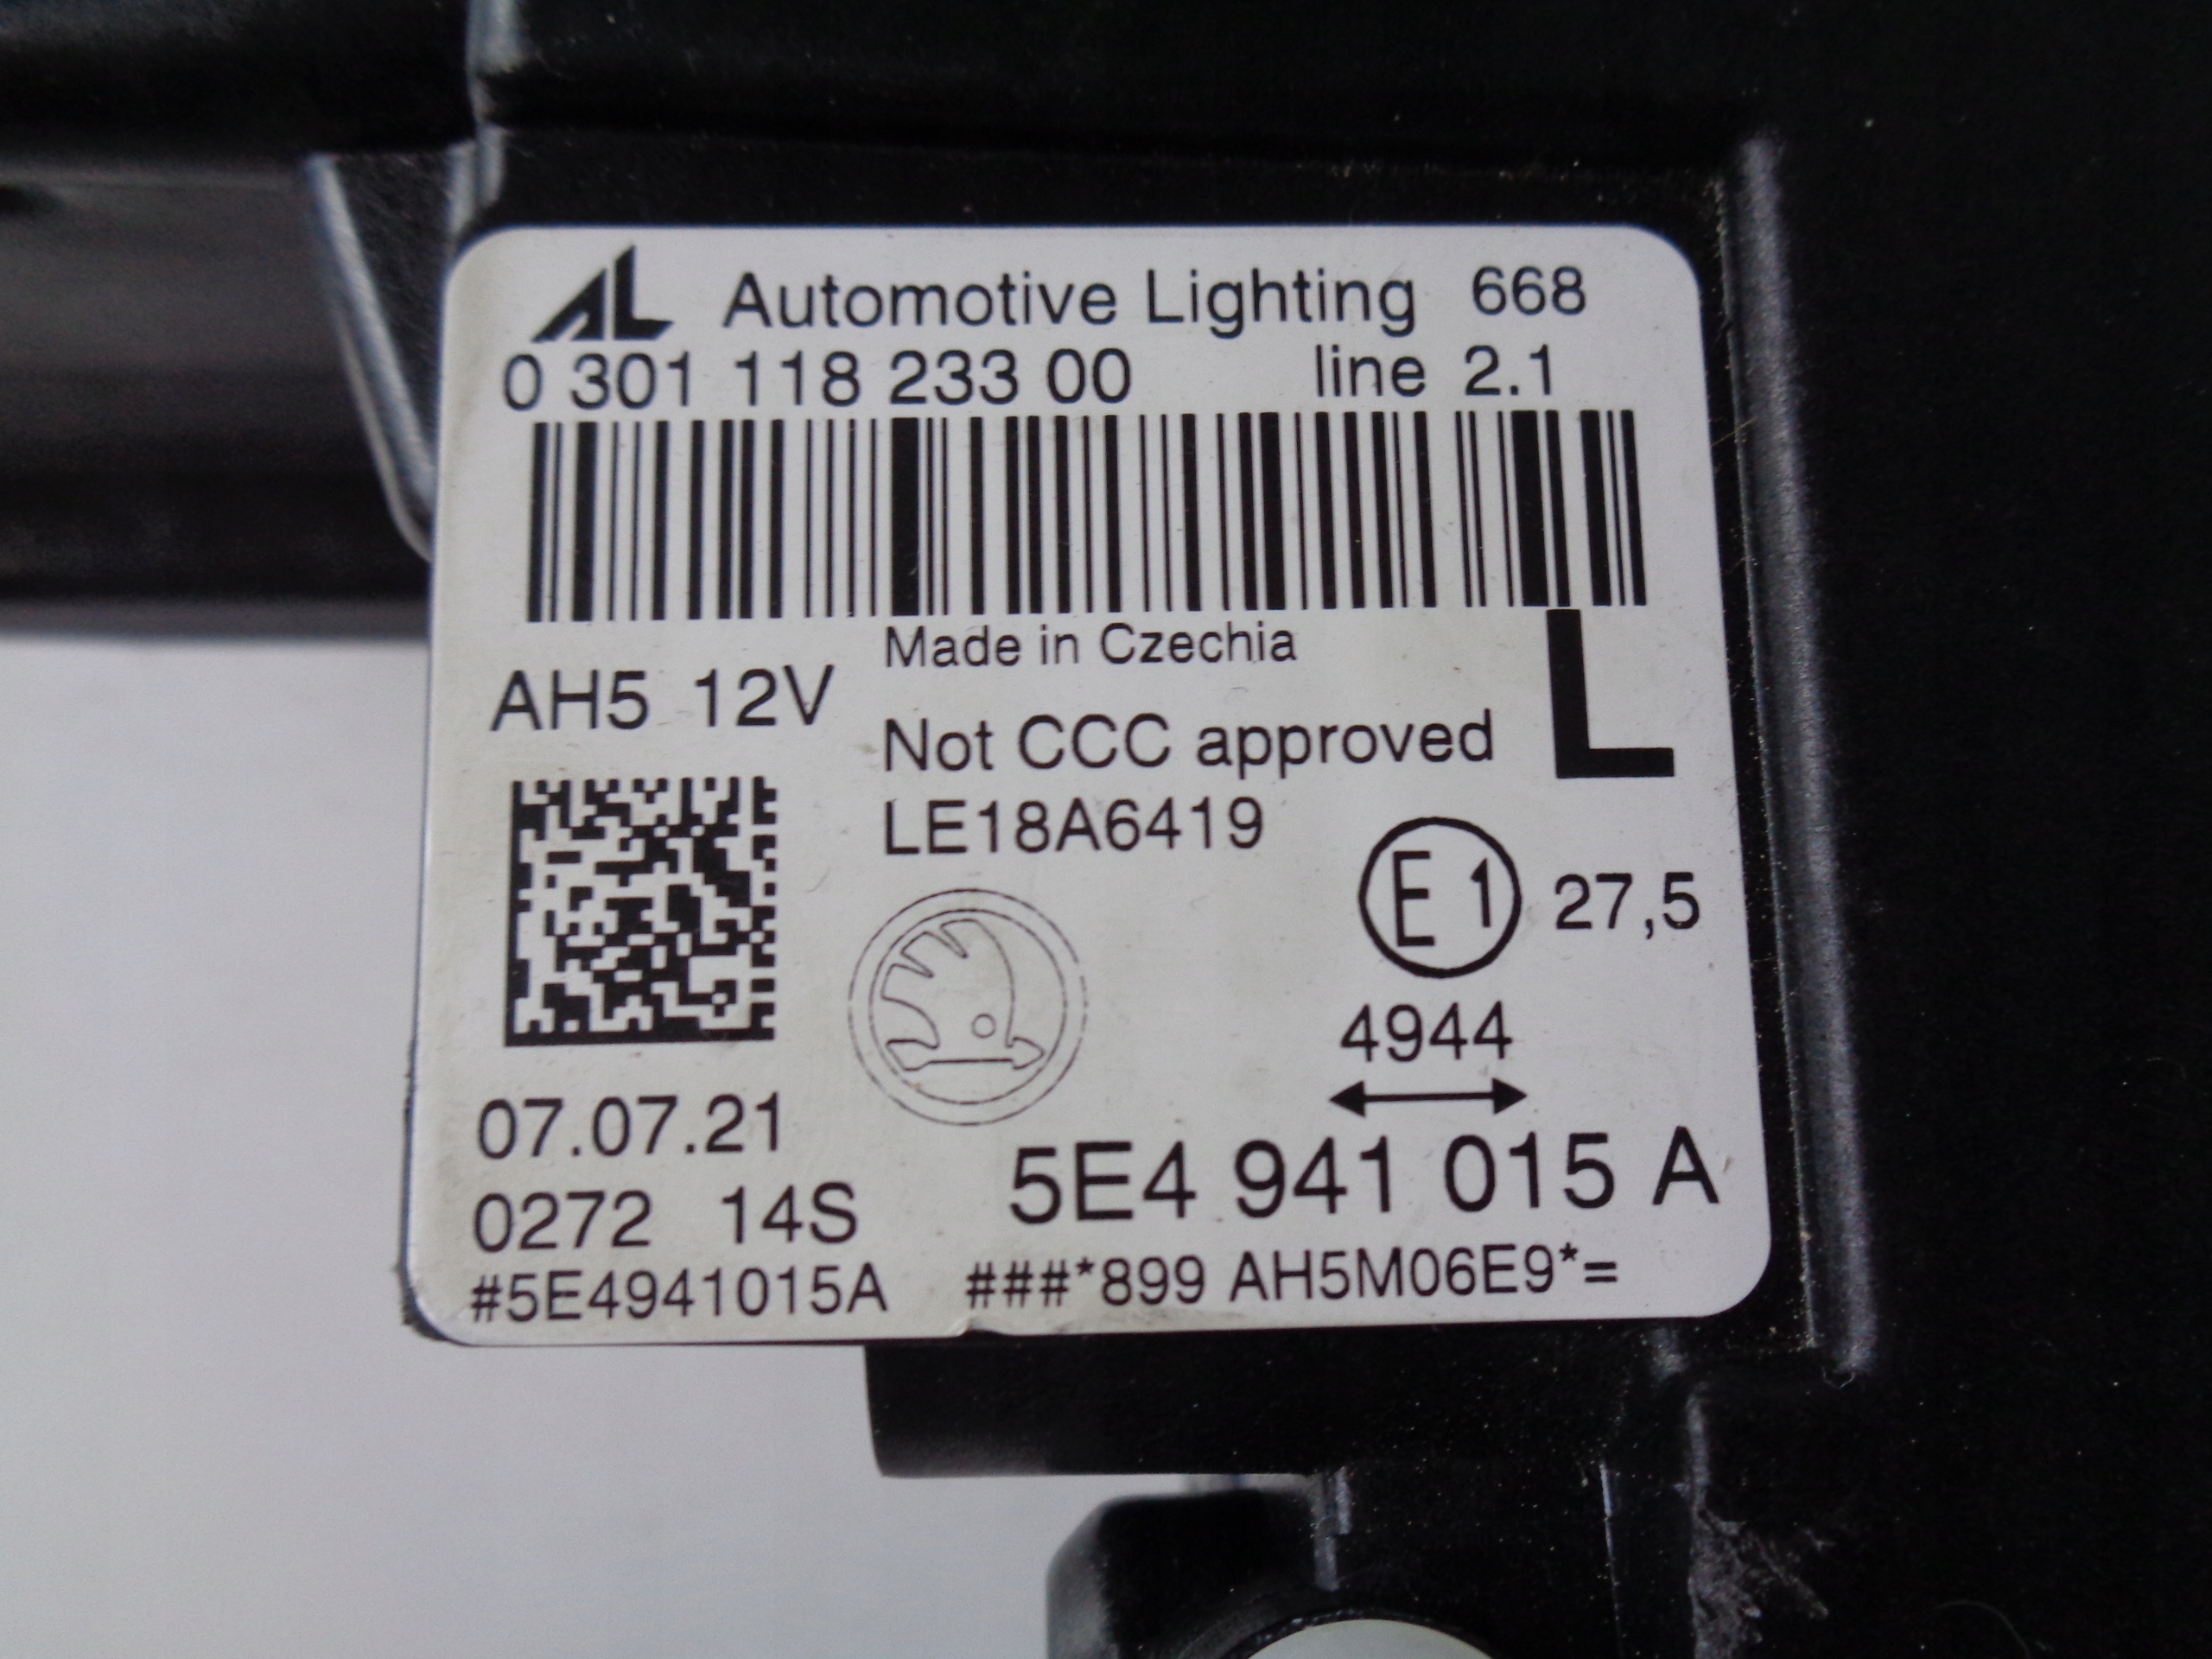 AL Automotive Lighting 668
0 301 118 233 00 line 2.1
Made in Czechia
AH5 12V
Not CCC approved
L
LE18A6419
E1 27,5
4944
07.07.21
5E4 941 015 A
0272 14S
#5E4941015A ###*899 AH5M06E9*=